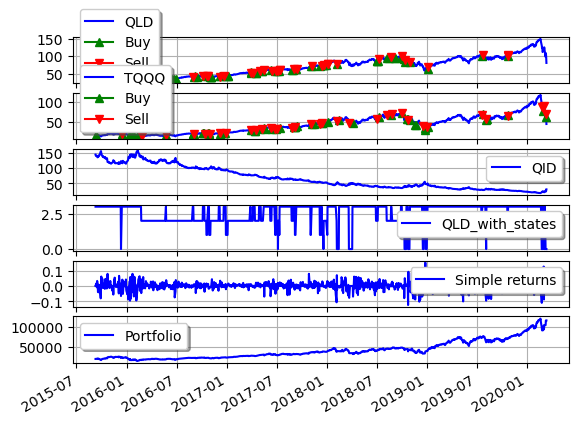 QLD
Buy
Sell
150
100
50
TQQQ
Buy
Sell
100
50
QID
150
100
50
QLD_with_states
2.5
0.0
Simple returns
0.1
0.0
−0.1
Portfolio
100000
50000
2015-07
2016-01
2016-07
2017-01
2017-07
2018-01
2018-07
2019-01
2019-07
2020-01